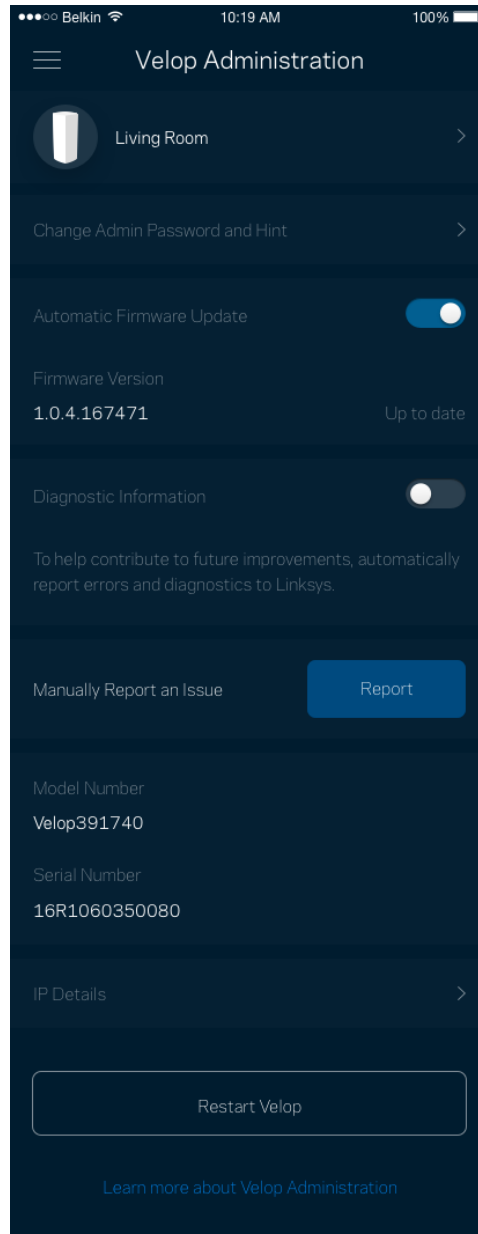 Belkin 10:19 AM 100%
Velop Administration
Living Room
Change Admin Password and Hint
Automatic Firmware Update
Firmware Version
1.0.4.167471 Up to date
Diagnostic Information
To help contribute to future improvements, automatically
report errors and diagnostics to Linksys.
Manually Report an Issue Report
Model Number
Velop391740
Serial Number
16R1060350080
IP Details
Restart Velop
Learn more about Velop Administration